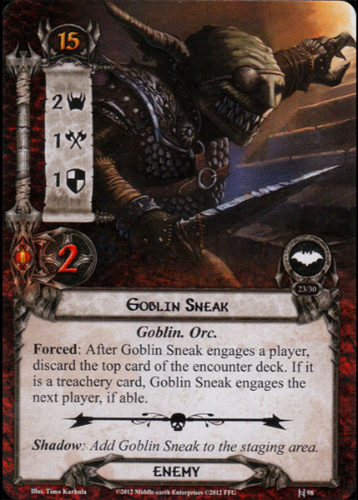 15
2
1
1
2
23/30
Goblin Sneak
Goblin. Orc.
Forced: After Goblin Sneak engages a player,
discard the top card of the encounter deck. If it
is a treachery card, Goblin Sneak engages the
next player, if able.
Shadow: Add Goblin Sneak to the staging area.
Illus. Timo Karhula
ENEMY
©2012 Middle-earth Enterprises ©2012 FFG
98